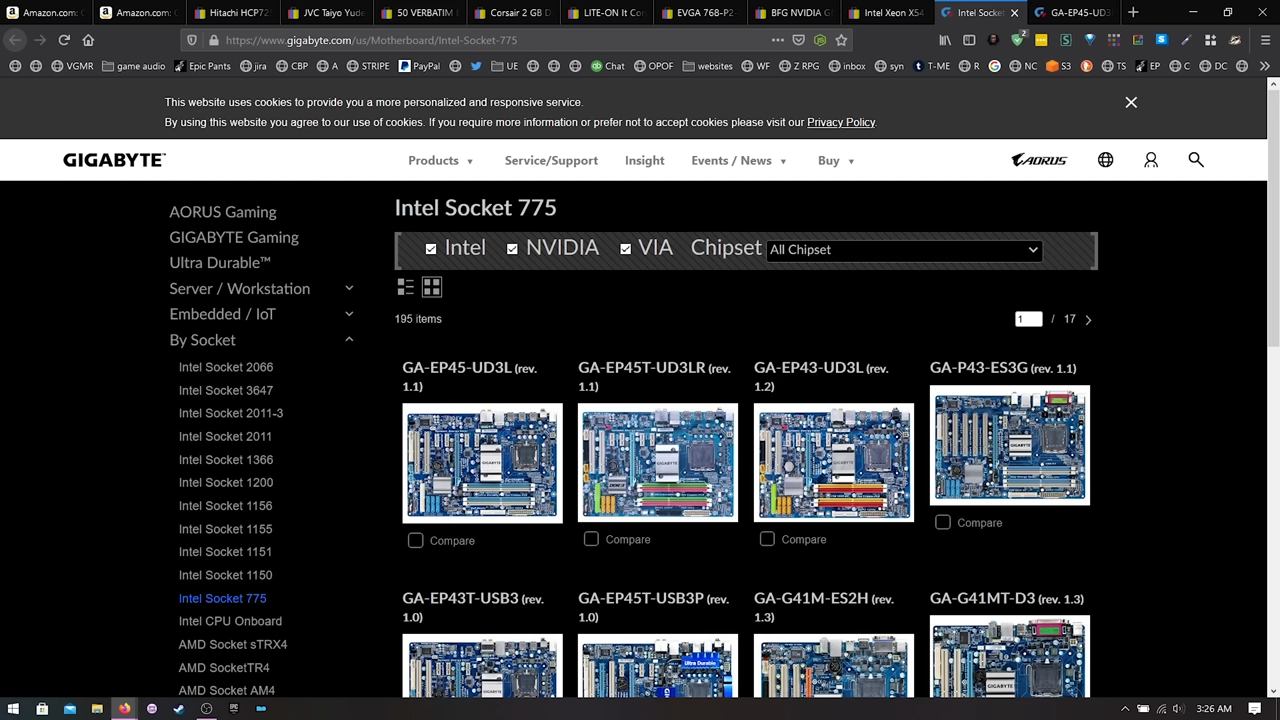 Amazon.com: C
Amazon.com: C
Hitachi HCP72
JVC Taiyo Yude
50 VERBATIM
Corsair 2 GB D
LITE-ON It Cor
EVGA 768-P2-
BFG NVIDIA G
Intel Xeon X54
Intel Socket
GA-EP45-UD3
https://www.gigabyte.com/us/Motherboard/Intel-Socket-775
2
VGMR
game audio
Epic Pants
jira
CBP
A
STRIPE
PayPal
UE
Chat
OPOF
websites
WF
Z RPG
inbox
syn
T-ME
R
NC
S3
TS
EP
C
DC
This website uses cookies to provide you a more personalized and responsive service.
By using this website you agree to our use of cookies. If you require more information or prefer not to accept cookies please visit our Privacy Policy.
GIGABYTE™
Products
Service/Support
Insight
Events / News
Buy
AORUS
AORUS Gaming
GIGABYTE Gaming
Ultra Durable™
Server / Workstation
Embedded / IoT
By Socket
Intel Socket 2066
Intel Socket 3647
Intel Socket 2011-3
Intel Socket 2011
Intel Socket 1366
Intel Socket 1200
Intel Socket 1156
Intel Socket 1155
Intel Socket 1151
Intel Socket 1150
Intel Socket 775
Intel CPU Onboard
AMD Socket sTRX4
AMD SocketTR4
AMD Socket AM4
Intel Socket 775
Intel
NVIDIA
VIA
Chipset
All Chipset
195 items
1 / 17
GA-EP45-UD3L (rev.
1.1)
GIGABYTE
Compare
GA-EP45T-UD3LR (rev.
1.1)
GIGABYTE
Compare
GA-EP43-UD3L (rev.
1.2)
GIGABYTE
Compare
GA-P43-ES3G (rev. 1.1)
GIGABYTE
Compare
GA-EP43T-USB3 (rev.
1.0)
GA-EP45T-USB3P (rev.
1.0)
Ultra Durable
GA-G41M-ES2H (rev.
1.3)
GA-G41MT-D3 (rev. 1.3)
3:26 AM